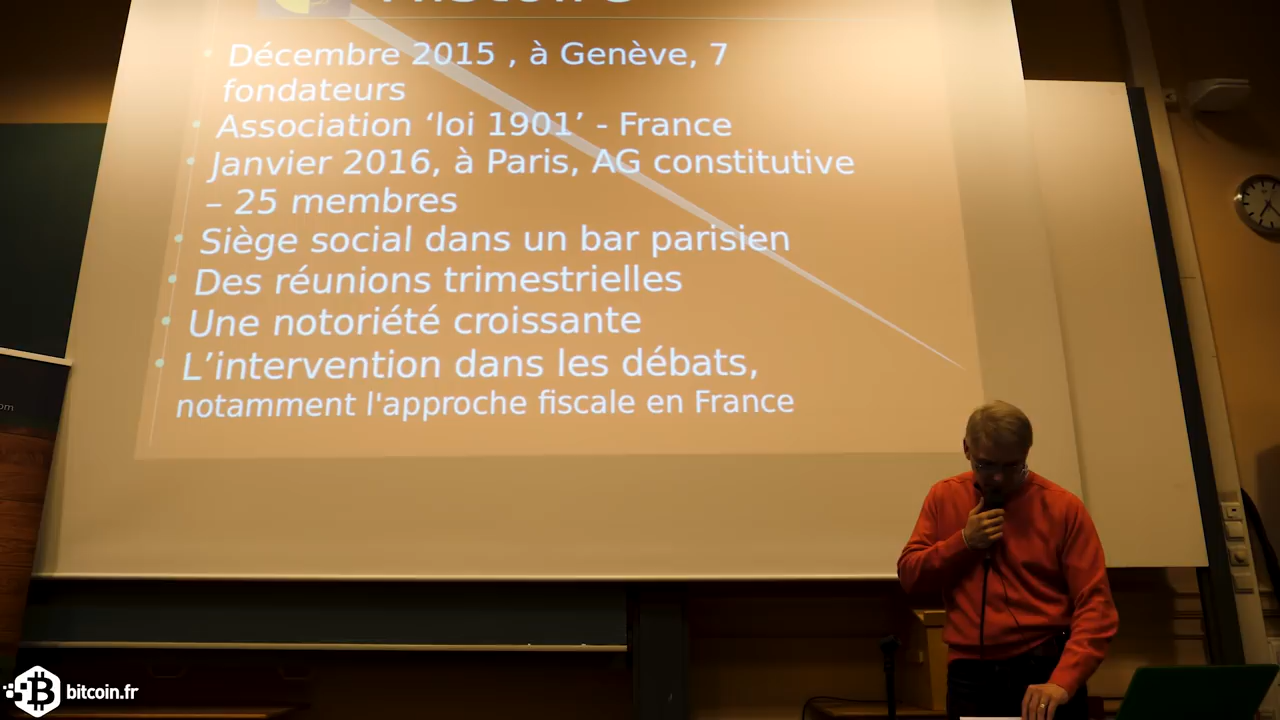 Histoire
Décembre 2015 , à Genève, 7
fondateurs
Association ‘loi 1901’ - France
Janvier 2016, à Paris, AG constitutive
– 25 membres
Siège social dans un bar parisien
Des réunions trimestrielles
Une notoriété croissante
L’intervention dans les débats,
notamment l'approche fiscale en France
om
bitcoin.fr